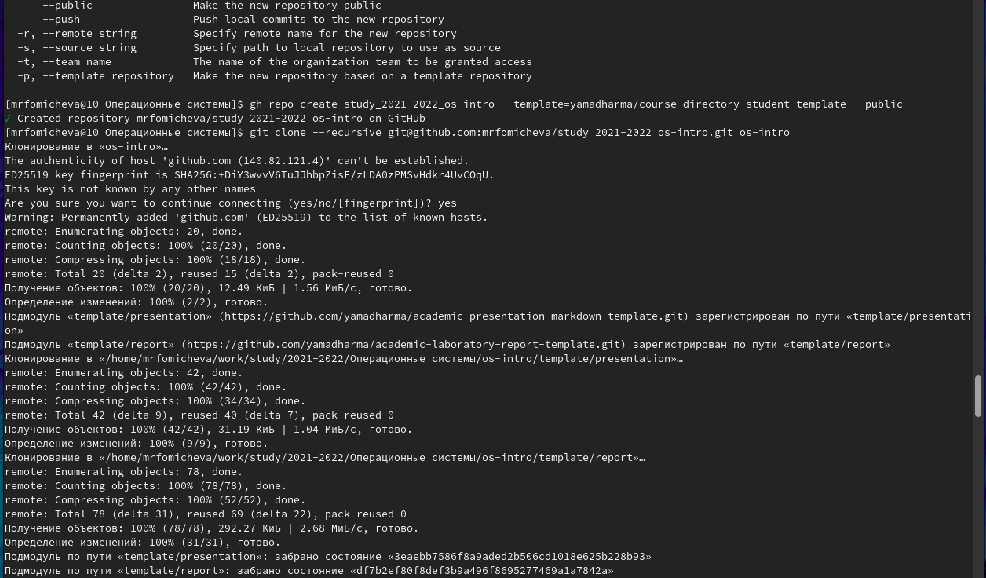 --public Make the new repository public
--push Push local commits to the new repository
-r, --remote string Specify remote name for the new repository
-s, --source string Specify path to local repository to use as source
-t, --team name The name of the organization team to be granted access
-p, --template repository Make the new repository based on a template repository
[mrfomicheva@10 Операционные системы]$ gh repo create study_2021-2022_os-intro --template=yamadharma/course-directory-student-template --public
✓ Created repository mrfomicheva/study_2021-2022_os-intro on GitHub
[mrfomicheva@10 Операционные системы]$ git clone --recursive git@github.com:mrfomicheva/study_2021-2022_os-intro.git os-intro
Клонирование в «os-intro»…
The authenticity of host 'github.com (140.82.121.4)' can't be established.
ED25519 key fingerprint is SHA256:+DiY3wvvV6TuJJhbpZisF/zLDA0zPMSvHdkr4UvCOqU.
This key is not known by any other names
Are you sure you want to continue connecting (yes/no/[fingerprint])? yes
Warning: Permanently added 'github.com' (ED25519) to the list of known hosts.
remote: Enumerating objects: 20, done.
remote: Counting objects: 100% (20/20), done.
remote: Compressing objects: 100% (18/18), done.
remote: Total 20 (delta 2), reused 15 (delta 2), pack-reused 0
Получение объектов: 100% (20/20), 12.49 КиБ | 1.56 МиБ/с, готово.
Определение изменений: 100% (2/2), готово.
Подмодуль «template/presentation» (https://github.com/yamadharma/academic-presentation-markdown-template.git) зарегистрирован по пути «template/presentati
on»
Подмодуль «template/report» (https://github.com/yamadharma/academic-laboratory-report-template.git) зарегистрирован по пути «template/report»
Клонирование в «/home/mrfomicheva/work/study/2021-2022/Операционные системы/os-intro/template/presentation»…
remote: Enumerating objects: 42, done.
remote: Counting objects: 100% (42/42), done.
remote: Compressing objects: 100% (34/34), done.
remote: Total 42 (delta 9), reused 40 (delta 7), pack-reused 0
Получение объектов: 100% (42/42), 31.19 КиБ | 1.04 МиБ/с, готово.
Определение изменений: 100% (9/9), готово.
Клонирование в «/home/mrfomicheva/work/study/2021-2022/Операционные системы/os-intro/template/report»…
remote: Enumerating objects: 78, done.
remote: Counting objects: 100% (78/78), done.
remote: Compressing objects: 100% (52/52), done.
remote: Total 78 (delta 31), reused 69 (delta 22), pack-reused 0
Получение объектов: 100% (78/78), 292.27 КиБ | 2.68 МиБ/с, готово.
Определение изменений: 100% (31/31), готово.
Подмодуль по пути «template/presentation»: забрано состояние «3eaebb7586f8a9aded2b506cd1018e625b228b93»
Подмодуль по пути «template/report»: забрано состояние «df7b2ef80f8def3b9a496f8695277469a1a7842a»